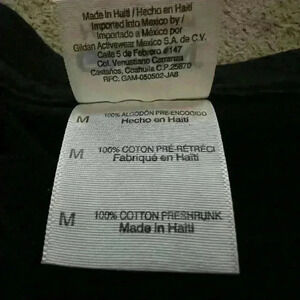 Made in Haiti / Hecho en Haiti
Imported into Mexico by /
Importado a México por
Gildan Activewear Mexico S.A. de C.V.
Calle 5 de Febrero #147
Col. Venustiano Carranza
Castaños, Coahuila C.P. 25870
RFC: GAM-050502-JA8
M 100% ALGODÓN PRE-ENCOGIDO
Hecho en Haiti
M 100% COTON PRÉ-RÉTRÉCI
Fabriqué en Haïti
M 100% COTTON PRESHRUNK
Made in Haiti